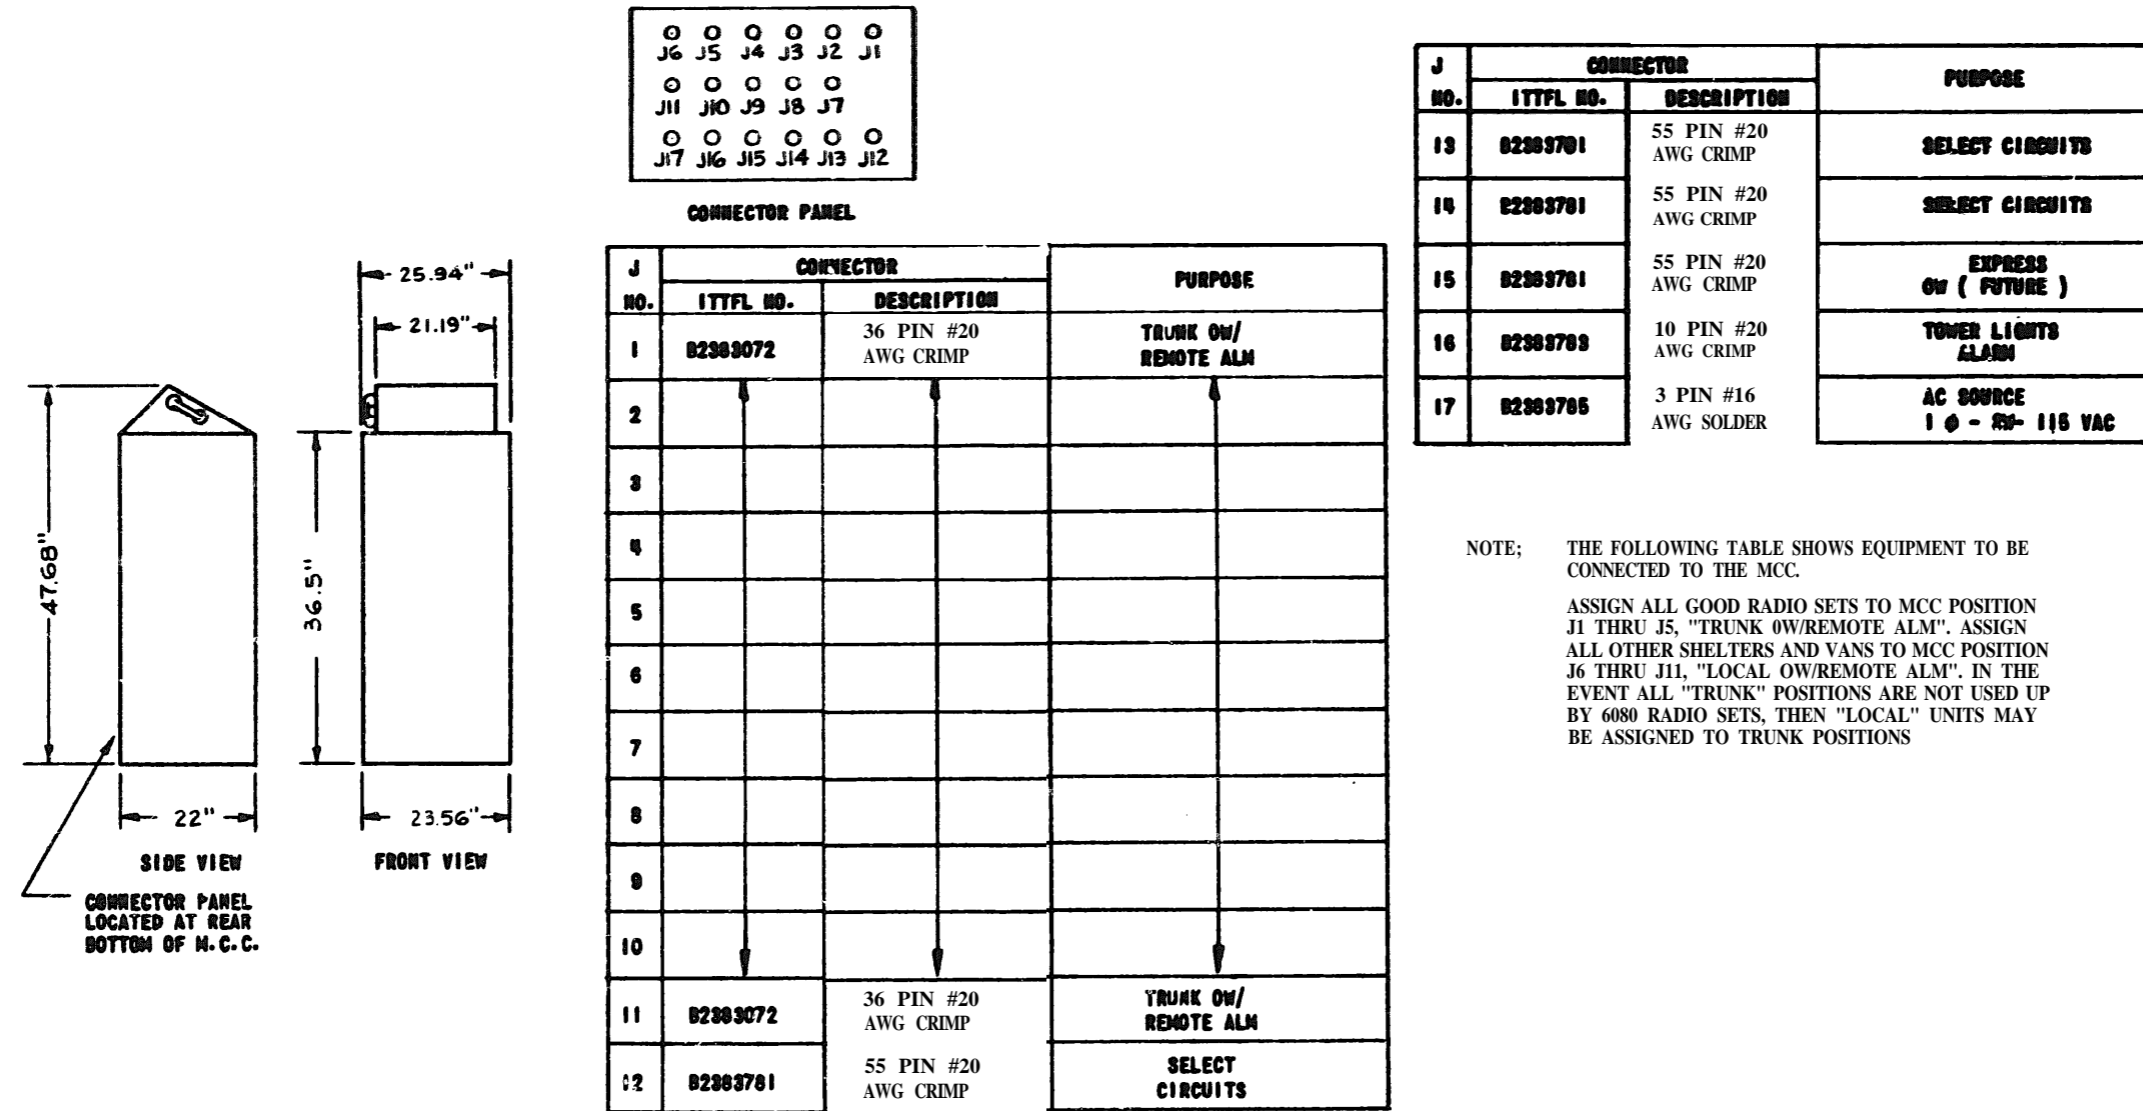 J6 J5 J4 J3 J2 J1
J11 J10 J9 J8 J7
J17 J16 J15 J14 J13 J12
CONNECTOR PANEL
25.94"
21.19"
47.68"
36.5"
22"
23.56"
SIDE VIEW
FRONT VIEW
CONNECTOR PANEL
LOCATED AT REAR
BOTTOM OF M.C.C.
J NO. CONNECTOR PURPOSE
ITTFL NO. DESCRIPTION
1 B2383072 36 PIN #20 AWG CRIMP TRUNK OW/ REMOTE ALM
2
3
4
5
6
7
8
9
10
11 B2383072 36 PIN #20 AWG CRIMP TRUNK OW/ REMOTE ALM
12 B2383781 55 PIN #20 AWG CRIMP SELECT CIRCUITS
J NO. CONNECTOR PURPOSE
ITTFL NO. DESCRIPTION
13 B2383781 55 PIN #20 AWG CRIMP SELECT CIRCUITS
14 B2383781 55 PIN #20 AWG CRIMP SELECT CIRCUITS
15 B2383781 55 PIN #20 AWG CRIMP EXPRESS OW ( FUTURE )
16 B2383783 10 PIN #20 AWG CRIMP TOWER LIGHTS ALARM
17 B2383785 3 PIN #16 AWG SOLDER AC SOURCE 1 ø - - 115 VAC
NOTE; THE FOLLOWING TABLE SHOWS EQUIPMENT TO BE
CONNECTED TO THE MCC.
ASSIGN ALL GOOD RADIO SETS TO MCC POSITION
J1 THRU J5, "TRUNK 0W/REMOTE ALM". ASSIGN
ALL OTHER SHELTERS AND VANS TO MCC POSITION
J6 THRU J11, "LOCAL OW/REMOTE ALM". IN THE
EVENT ALL "TRUNK" POSITIONS ARE NOT USED UP
BY 6080 RADIO SETS, THEN "LOCAL" UNITS MAY
BE ASSIGNED TO TRUNK POSITIONS